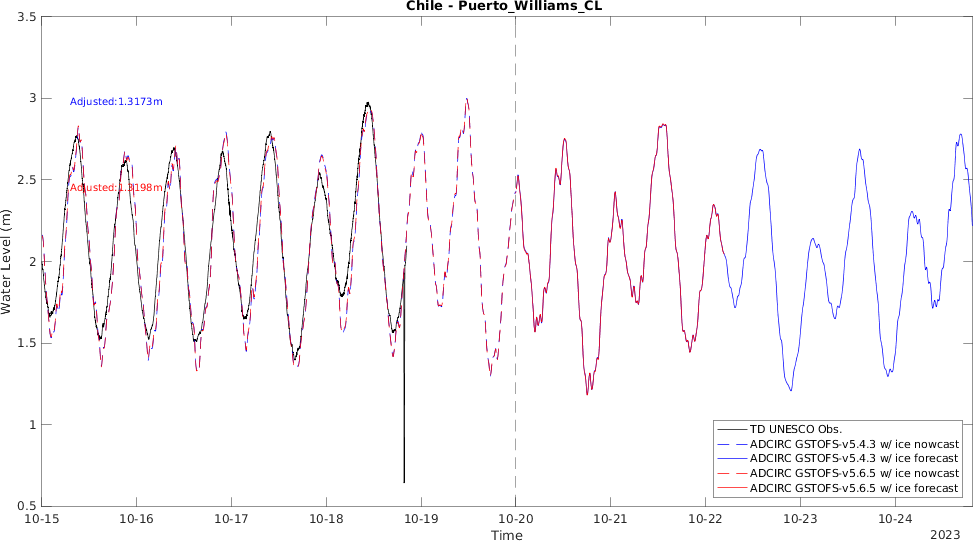 Chile - Puerto_Williams_CL
3.5
3
2.5
2
1.5
1
0.5
Water Level (m)
Adjusted:1.3173m
Adjusted:1.3198m
TD UNESCO Obs.
ADCIRC GSTOFS-v5.4.3 w/ ice nowcast
ADCIRC GSTOFS-v5.4.3 w/ ice forecast
ADCIRC GSTOFS-v5.6.5 w/ ice nowcast
ADCIRC GSTOFS-v5.6.5 w/ ice forecast
10-15 10-16 10-17 10-18 10-19 10-20 10-21 10-22 10-23 10-24
Time
2023